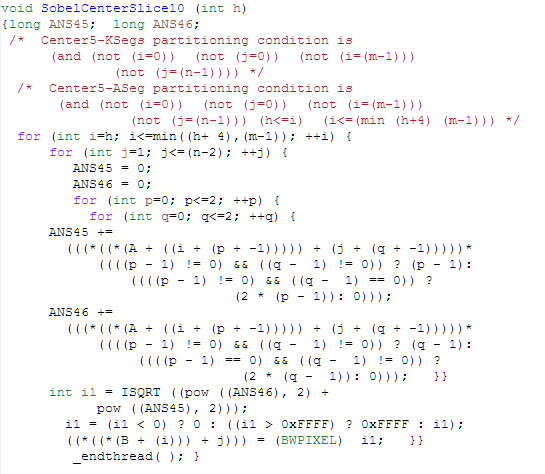 void SobelCenterSlice10 (int h)
{long ANS45;  long ANS46;
/*  Center5-KSegs partitioning condition is
(and (not (i=0))  (not (j=0))  (not (i=(m-1)))
(not (j=(n-1)))) */
/*  Center5-ASeg partitioning condition is
(and (not (i=0))  (not (j=0))  (not (i=(m-1)))
(not (j=(n-1))) (h<=i)  (i<=(min (h+4) (m-1))) */
for (int i=h; i<=min((h+ 4),(m-1)); ++i) {
for (int j=1; j<=(n-2); ++j) {
ANS45 = 0;
ANS46 = 0;
for (int p=0; p<=2; ++p) {
for (int q=0; q<=2; ++q) {
ANS45 +=
(((*((*(A + ((i + (p + -1))))) + (j + (q + -1)))))*
((((p - 1) != 0) && ((q -  1) != 0)) ? (p - 1):
((((p - 1) != 0) && ((q -  1) == 0)) ?
(2 * (p - 1)): 0)));
ANS46 +=
(((*((*(A + ((i + (p + -1))))) + (j + (q + -1)))))*
((((p - 1) != 0) && ((q -  1) != 0)) ? (q - 1):
((((p - 1) == 0) && ((q -  1) != 0)) ?
(2 * (q -  1)): 0)));   }}
int i1 = ISQRT ((pow ((ANS46), 2) +
pow ((ANS45), 2)));
i1 = (i1 < 0) ? 0 : ((i1 > 0xFFFF) ? 0xFFFF : i1);
((*((*(B + (i))) + j))) = (BWPIXEL)  i1;   }}
_endthread( ); }